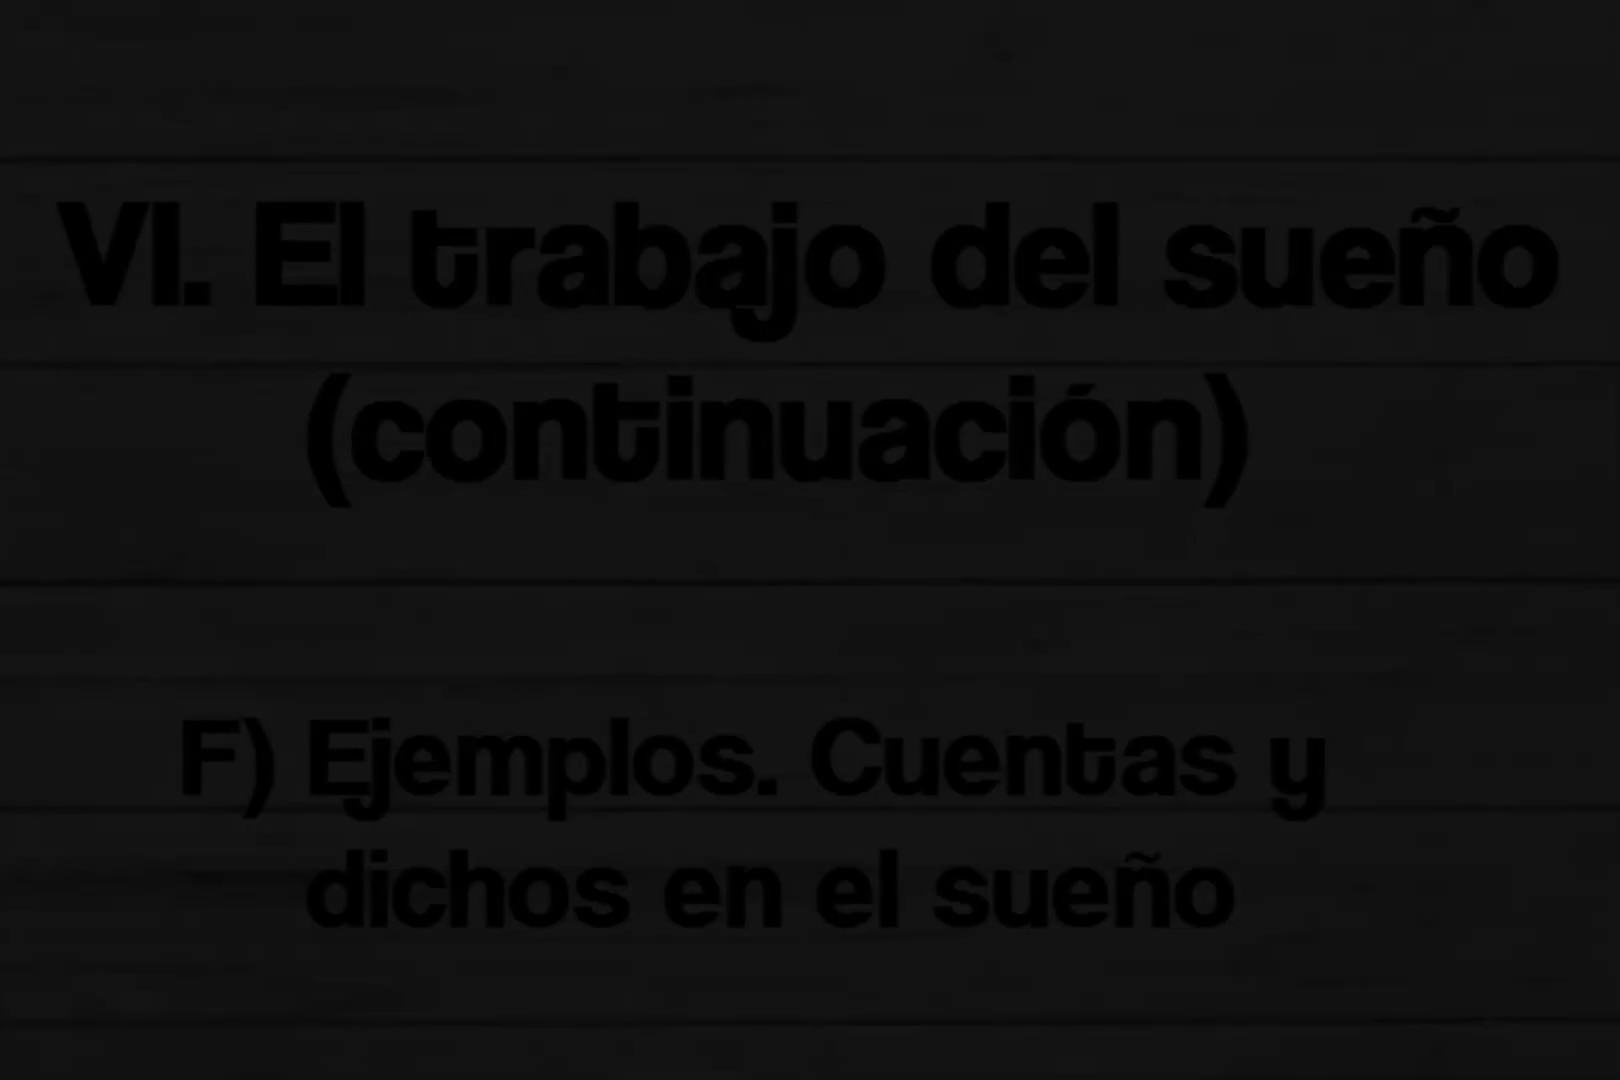 VI. El trabajo del sueño
(continuación)
F) Ejemplos. Cuentas y
dichos en el sueño